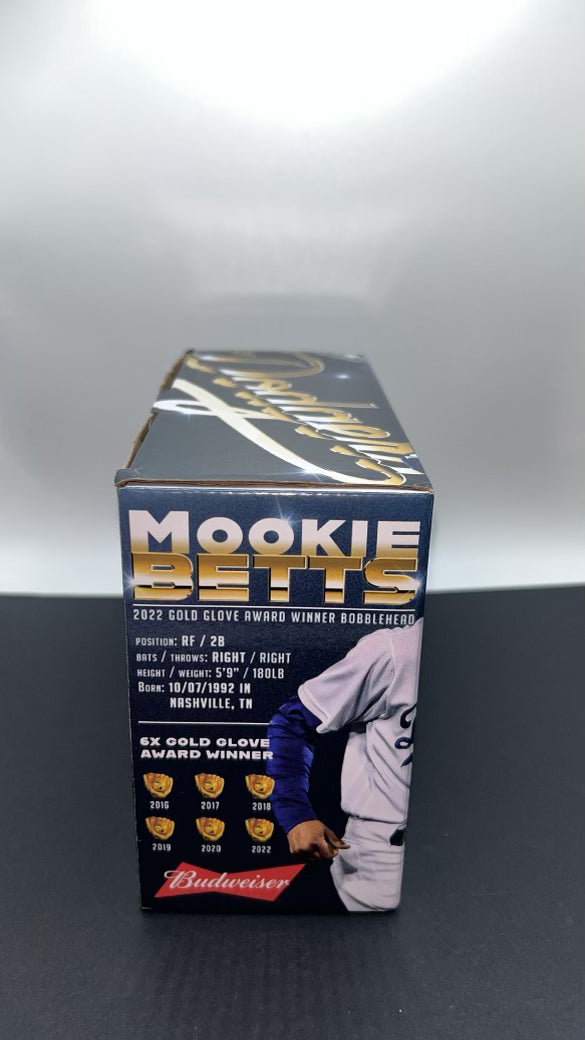 Dodgers
MOOKIE
BETTS
2022 GOLD GLOVE AWARD WINNER BOBBLEHEAD
POSITION: RF / 2B
BATS / THROWS: RIGHT / RIGHT
HEIGHT / WEIGHT: 5'9" / 180LB
BORN: 10/07/1992 IN
NASHVILLE, TN
6X GOLD GLOVE
AWARD WINNER
2016 2017 2018
2019 2020 2022
Budweiser